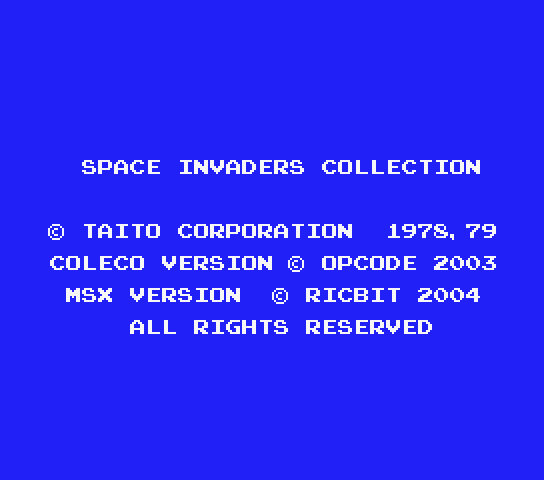 SPACE INVADERS COLLECTION
© TAITO CORPORATION 1978,79
COLECO VERSION © OPCODE 2003
MSX VERSION © RICBIT 2004
ALL RIGHTS RESERVED